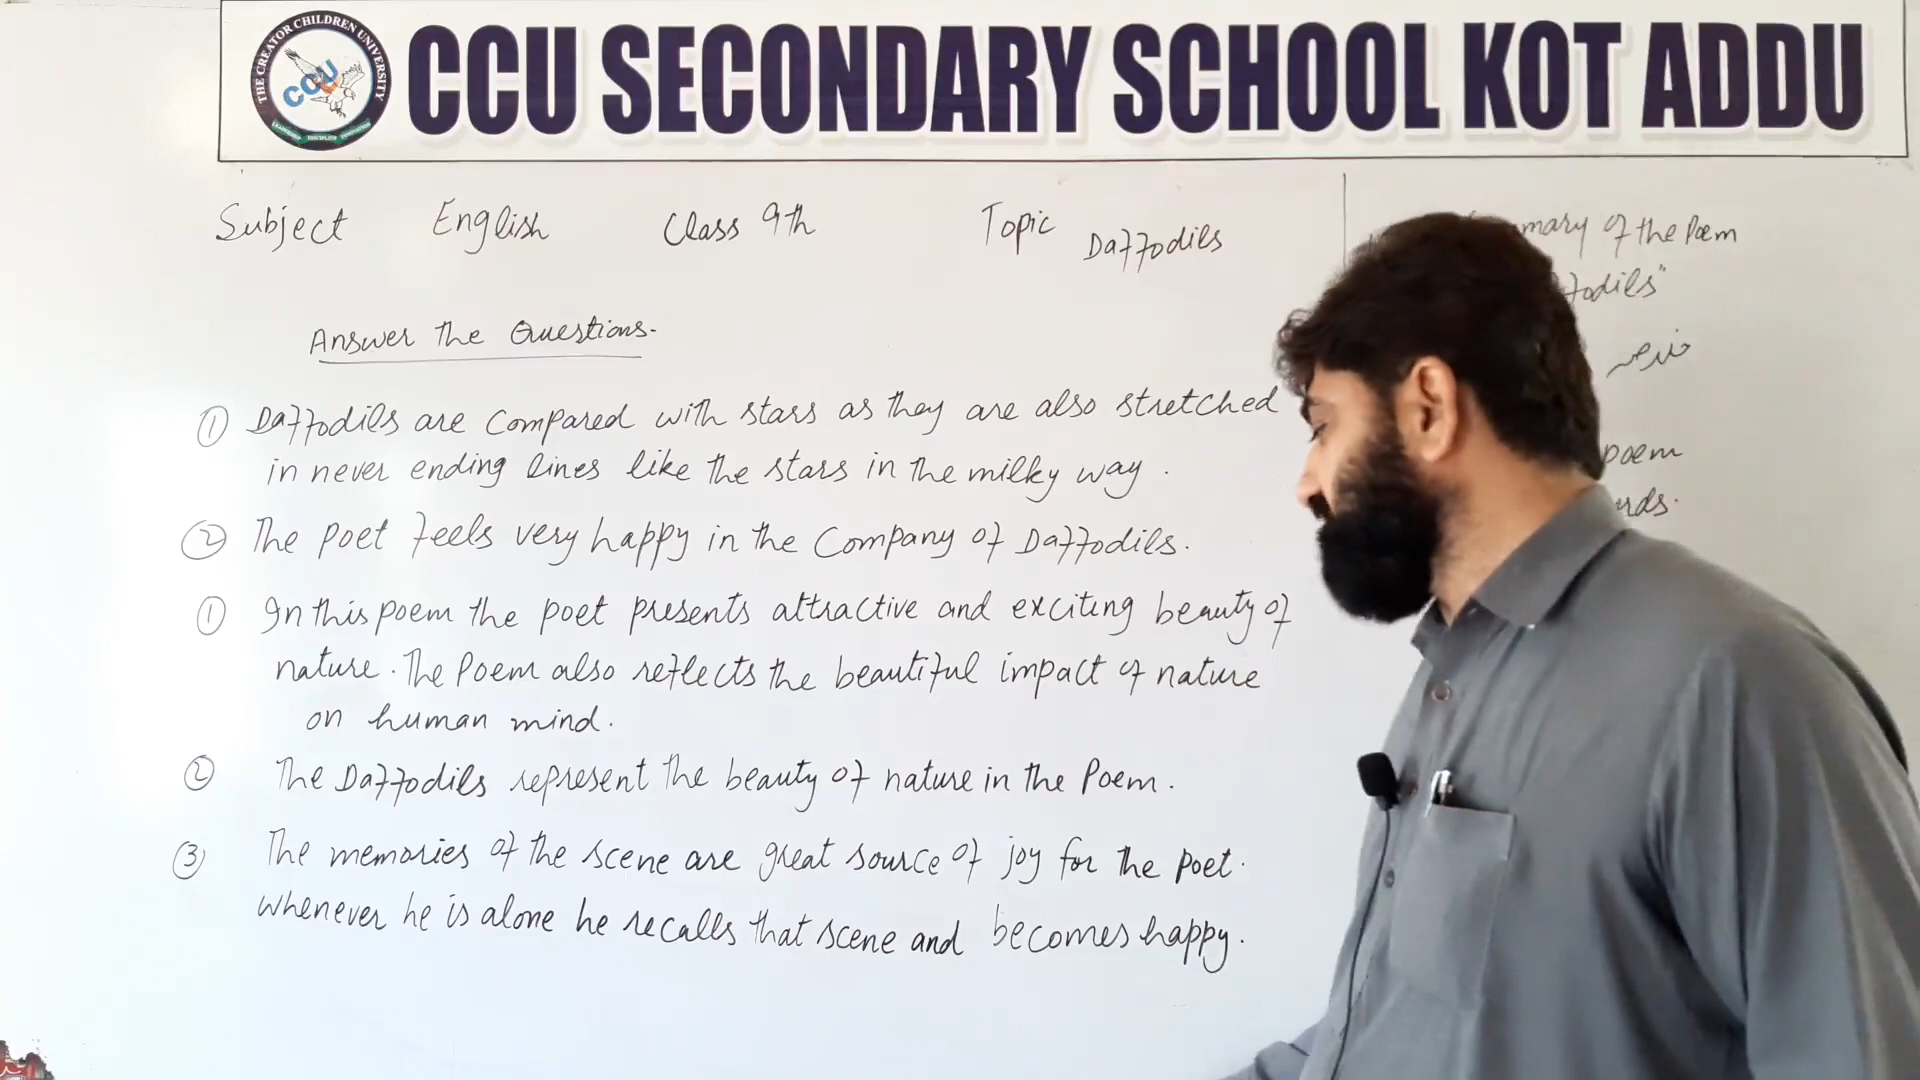 THE CREATOR CHILDREN UNIVERSITY
CCU
CCU SECONDARY SCHOOL KOT ADDU
Subject English Class 9th Topic Daffodils
Answer the Questions.
① Daffodils are compared with stars as they are also stretched
in never ending lines like the stars in the milky way.
② The poet feels very happy in the company of Daffodils.
① In this poem the poet presents attractive and exciting beauty of
nature. The Poem also reflects the beautiful impact of nature
on human mind.
② The Daffodils represent the beauty of nature in the Poem.
③ The memories of the scene are great source of joy for the poet.
whenever he is alone he recalls that scene and becomes happy.
of the Poem
poem